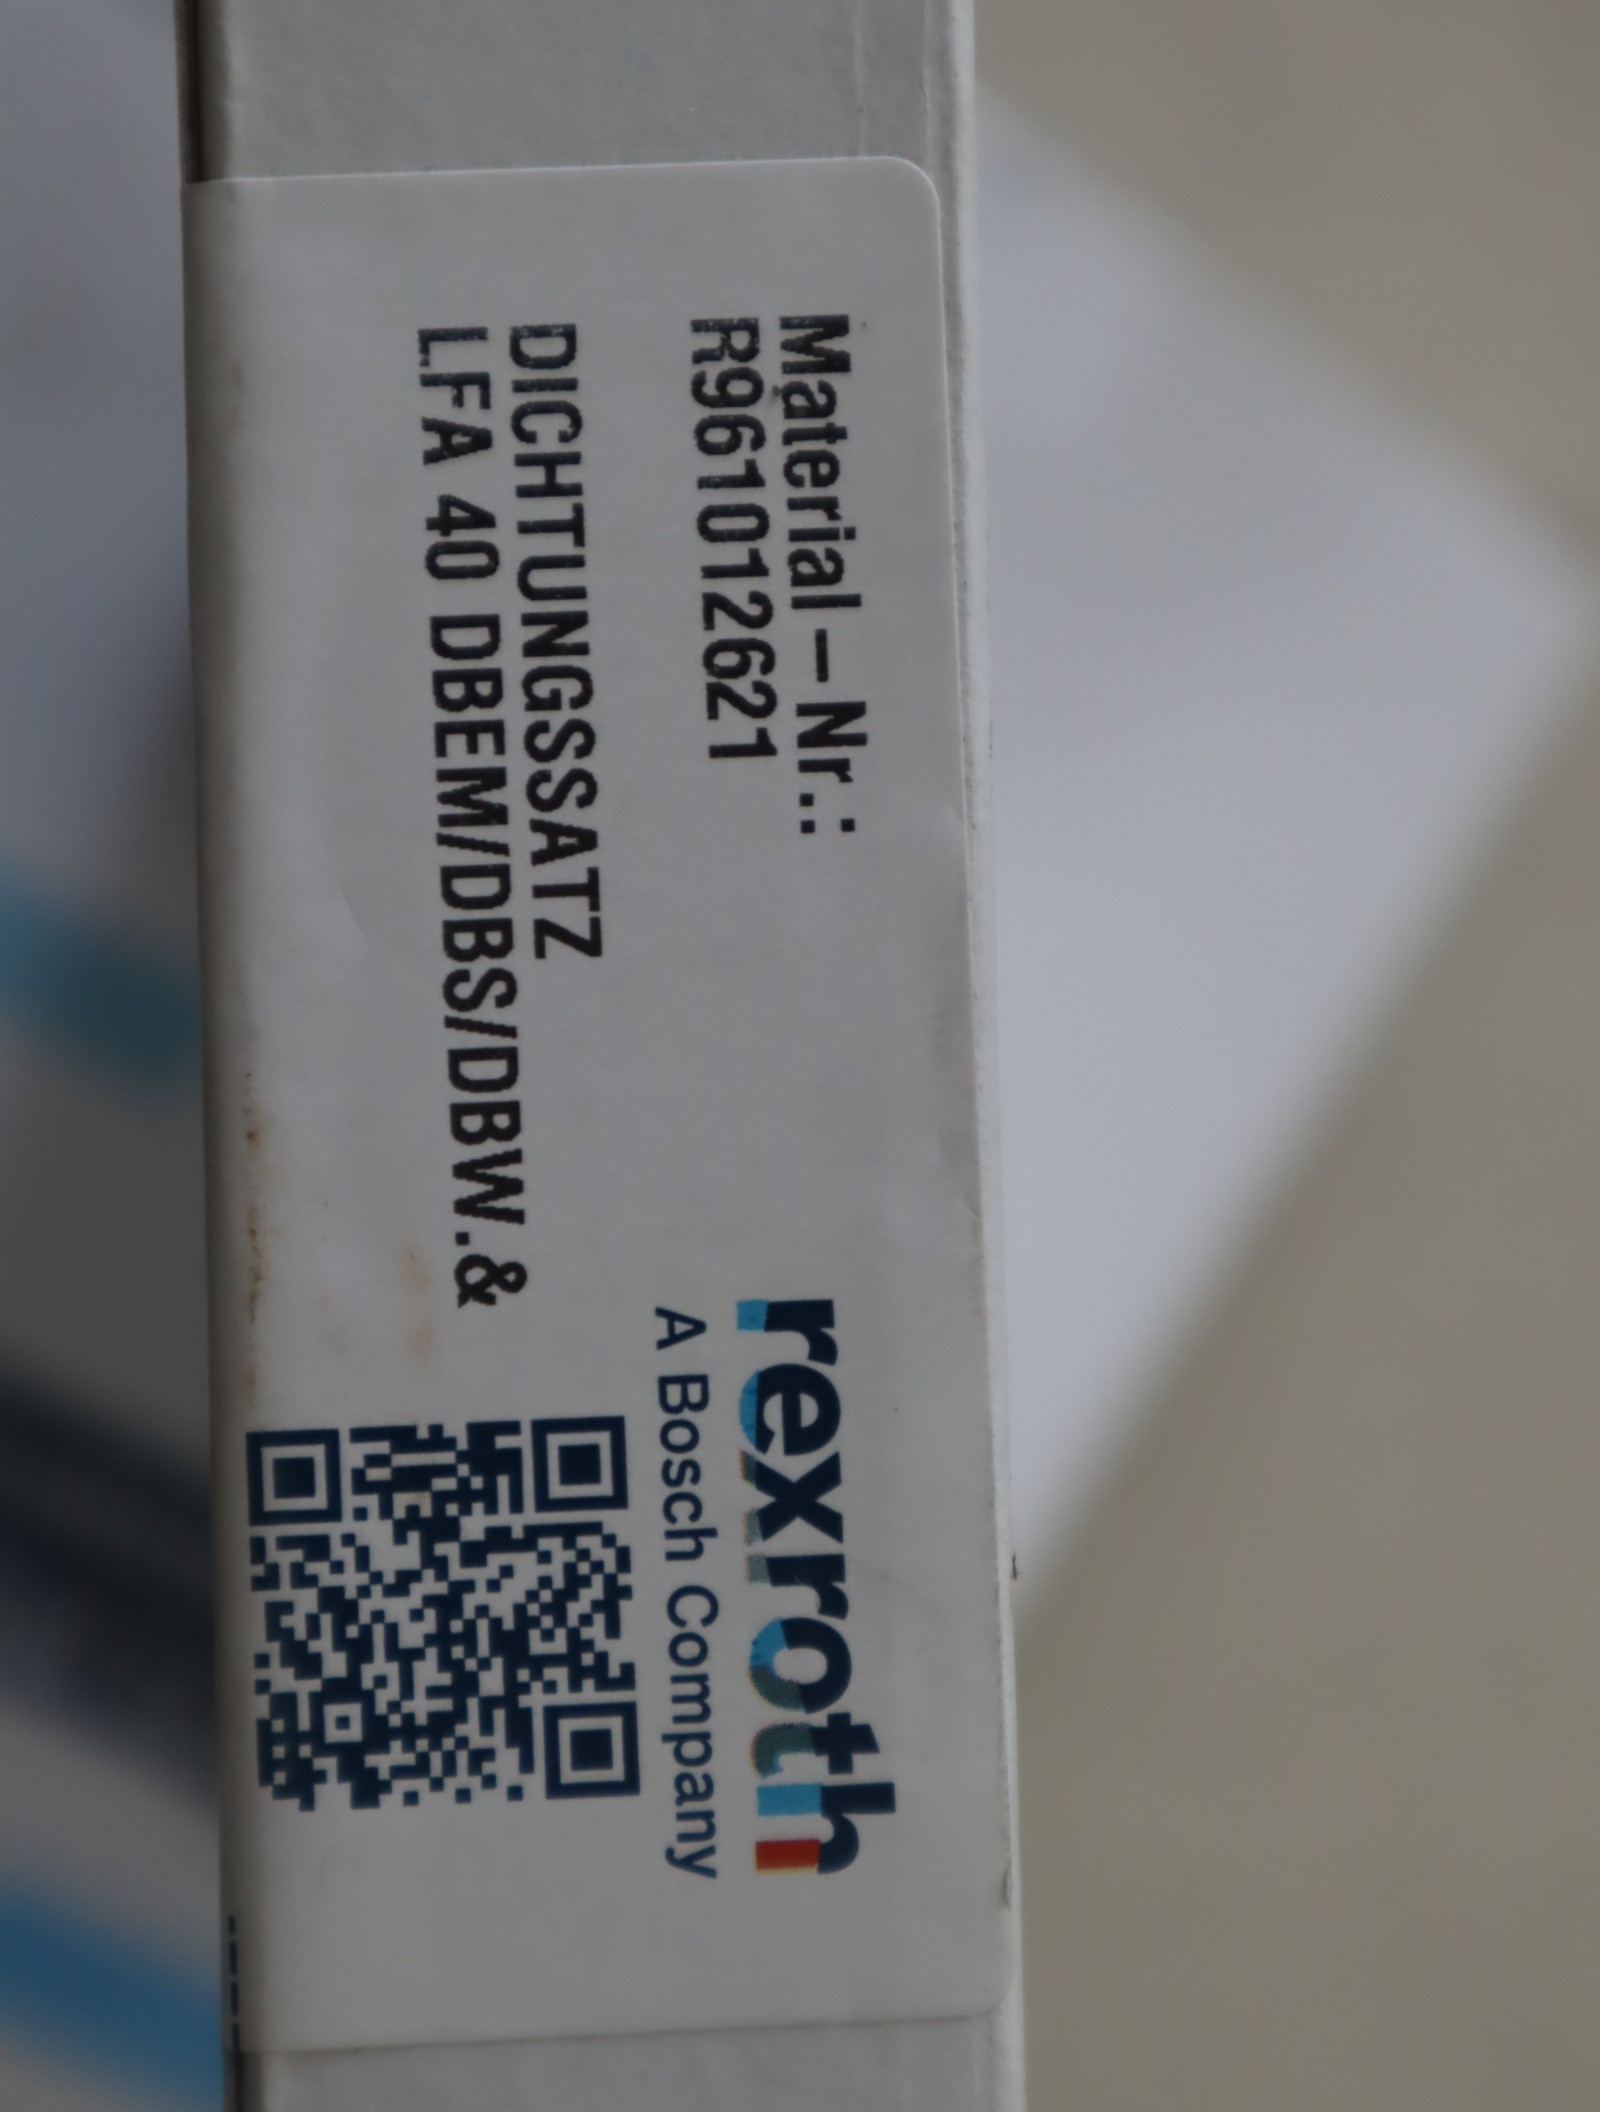 Material-Nr.:
R961012621
DICHTUNGSSATZ
LFA 40 DBEM/DBS/DBW.&
rexroth
A Bosch Company